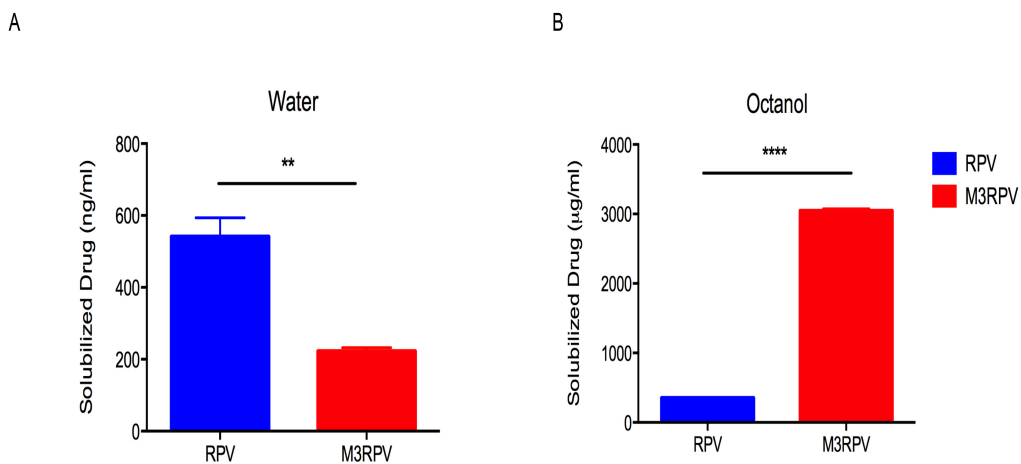 A
B
Water
Octanol
**
****
Solubilized Drug (ng/ml)
800
600
400
200
0
RPV
M3RPV
Solubilized Drug (μg/ml)
4000
3000
2000
1000
0
RPV
M3RPV
RPV
M3RPV